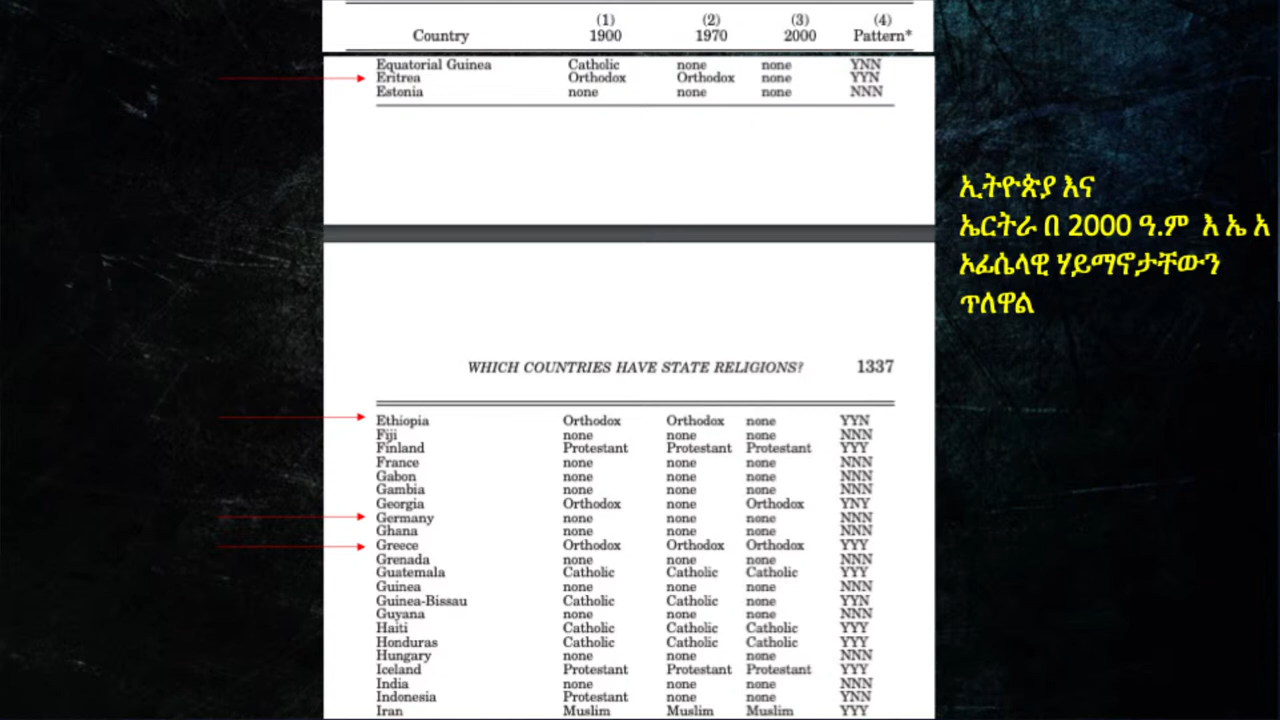 (1) (2) (3) (4)
Country 1900 1970 2000 Pattern*
Equatorial Guinea Catholic none none YNN
Eritrea Orthodox Orthodox none YYN
Estonia none none none NNN
ኢትዮጵያ እና
ኤርትራ በ 2000 ዓ.ም እ ኤ አ
ኦፊሴላዊ ሃይማኖታቸውን
ጥለዋል
WHICH COUNTRIES HAVE STATE RELIGIONS? 1337
Ethiopia Orthodox Orthodox none YYN
Fiji none none none NNN
Finland Protestant Protestant Protestant YYY
France none none none NNN
Gabon none none none NNN
Gambia none none none NNN
Georgia Orthodox none Orthodox YNY
Germany none none none NNN
Ghana none none none NNN
Greece Orthodox Orthodox Orthodox YYY
Grenada none none none NNN
Guatemala Catholic Catholic Catholic YYY
Guinea none none none NNN
Guinea-Bissau Catholic Catholic none YYN
Guyana none none none NNN
Haiti Catholic Catholic Catholic YYY
Honduras Catholic Catholic Catholic YYY
Hungary none none none NNN
Iceland Protestant Protestant Protestant YYY
India none none none NNN
Indonesia Protestant none none YNN
Iran Muslim Muslim Muslim YYY